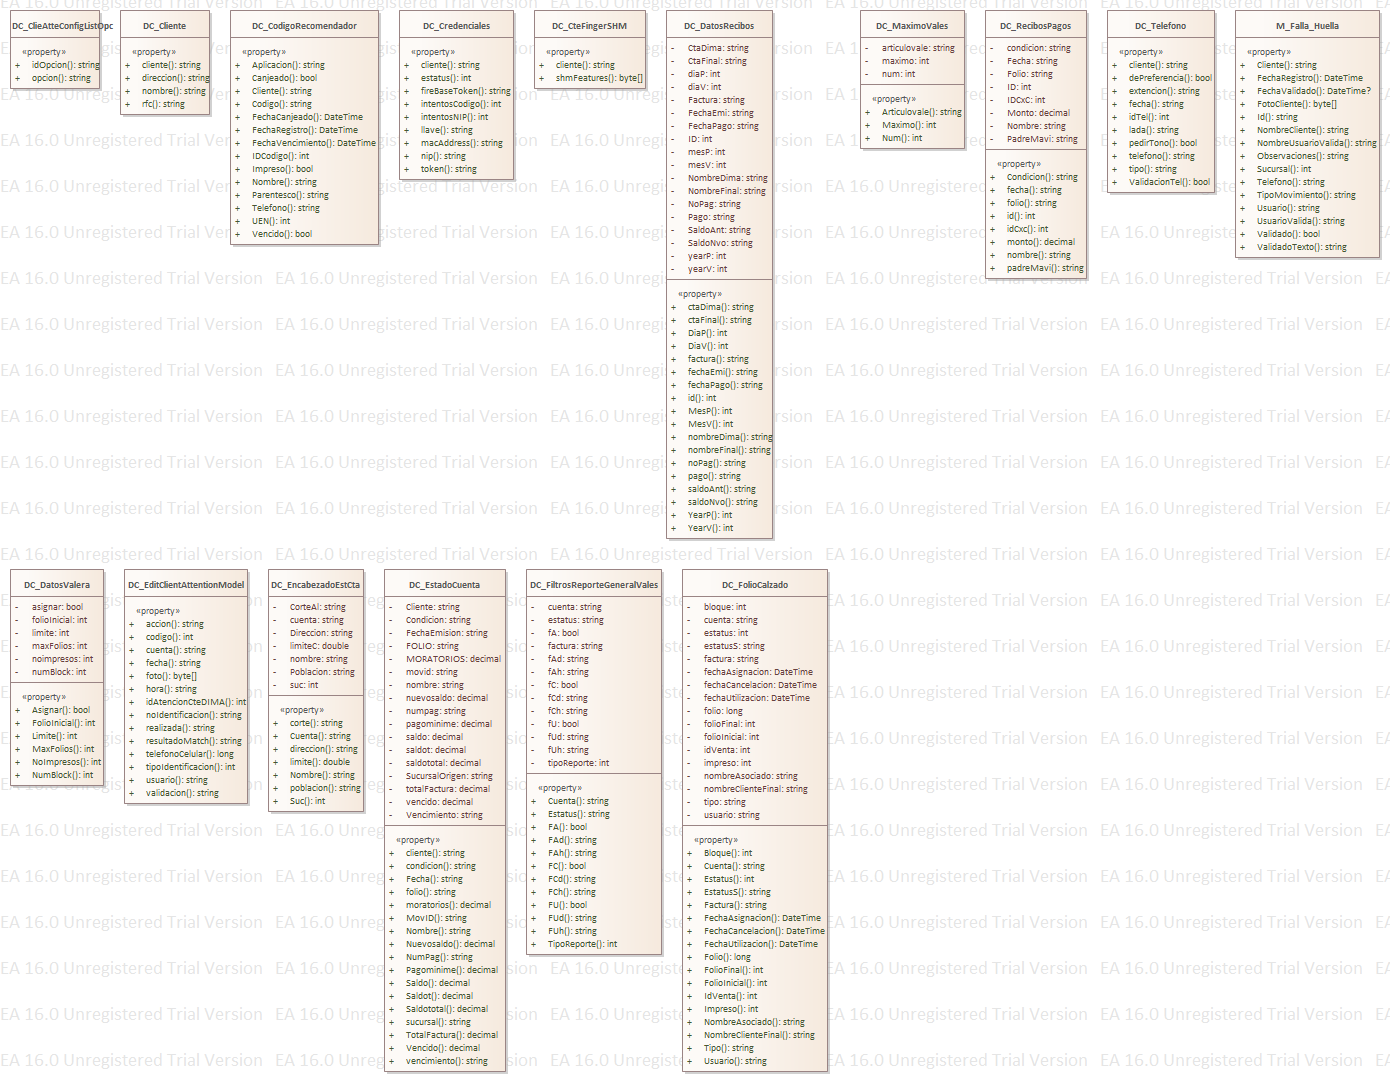 DC_ClieAtteConfigListOpc
«property»
+ idOpcion(): string
+ opcion(): string
DC_Cliente
«property»
+ cliente(): string
+ direccion(): string
+ nombre(): string
+ rfc(): string
DC_CodigoRecomendador
«property»
+ Aplicacion(): string
+ Canjeado(): bool
+ Cliente(): string
+ Codigo(): string
+ FechaCanjeado(): DateTime
+ FechaRegistro(): DateTime
+ FechaVencimiento(): DateTime
+ IDCodigo(): int
+ Impreso(): bool
+ Nombre(): string
+ Parentesco(): string
+ Telefono(): string
+ UEN(): int
+ Vencido(): bool
DC_Credenciales
«property»
+ cliente(): string
+ estatus(): int
+ fireBaseToken(): string
+ intentosCodigo(): int
+ intentosNIP(): int
+ llave(): string
+ macAddress(): string
+ nip(): string
+ token(): string
DC_CteFingerSHM
«property»
+ cliente(): string
+ shmFeatures(): byte[]
DC_DatosRecibos
- CtaDima: string
- CtaFinal: string
- diaP: int
- diaV: int
- Factura: string
- FechaEmi: string
- FechaPago: string
- ID: int
- mesP: int
- mesV: int
- NombreDima: string
- NombreFinal: string
- NoPag: string
- Pago: string
- SaldoAnt: string
- SaldoNvo: string
- yearP: int
- yearV: int
«property»
+ ctaDima(): string
+ ctaFinal(): string
+ DiaP(): int
+ DiaV(): int
+ factura(): string
+ fechaEmi(): string
+ fechaPago(): string
+ id(): int
+ MesP(): int
+ MesV(): int
+ nombreDima(): string
+ nombreFinal(): string
+ noPag(): string
+ pago(): string
+ saldoAnt(): string
+ saldoNvo(): string
+ YearP(): int
+ YearV(): int
DC_MaximoVales
- articulovale: string
- maximo: int
- num: int
«property»
+ Articulovale(): string
+ Maximo(): int
+ Num(): int
DC_RecibosPagos
- condicion: string
- Fecha: string
- Folio: string
- ID: int
- IDCxC: int
- Monto: decimal
- Nombre: string
- PadreMavi: string
«property»
+ Condicion(): string
+ fecha(): string
+ folio(): string
+ id(): int
+ idCxc(): int
+ monto(): decimal
+ nombre(): string
+ padreMavi(): string
DC_Telefono
«property»
+ cliente(): string
+ dePreferencia(): bool
+ extencion(): string
+ fecha(): string
+ idTel(): int
+ lada(): string
+ pedirTono(): bool
+ telefono(): string
+ tipo(): string
+ ValidacionTel(): bool
M_Falla_Huella
«property»
+ Cliente(): string
+ FechaRegistro(): DateTime
+ FechaValidado(): DateTime?
+ FotoCliente(): byte[]
+ Id(): string
+ NombreCliente(): string
+ NombreUsuarioValida(): string
+ Observaciones(): string
+ Sucursal(): int
+ Telefono(): string
+ TipoMovimiento(): string
+ Usuario(): string
+ UsuarioValida(): string
+ Validado(): bool
+ ValidadoTexto(): string
DC_DatosValera
- asignar: bool
- folioInicial: int
- limite: int
- maxFolios: int
- noimpresos: int
- numBlock: int
«property»
+ Asignar(): bool
+ FolioInicial(): int
+ Limite(): int
+ MaxFolios(): int
+ NoImpresos(): int
+ NumBlock(): int
DC_EditClientAttentionModel
«property»
+ accion(): string
+ codigo(): int
+ cuenta(): string
+ fecha(): string
+ foto(): byte[]
+ hora(): string
+ idAtencionCteDIMA(): int
+ noIdentificacion(): string
+ realizada(): string
+ resultadoMatch(): string
+ telefonoCelular(): long
+ tipoIdentificacion(): int
+ usuario(): string
+ validacion(): string
DC_EncabezadoEstCta
- CorteAl: string
- cuenta: string
- Direccion: string
- limiteC: double
- nombre: string
- Poblacion: string
- suc: int
«property»
+ corte(): string
+ Cuenta(): string
+ direccion(): string
+ limite(): double
+ Nombre(): string
+ poblacion(): string
+ Suc(): int
DC_EstadoCuenta
- Cliente: string
- Condicion: string
- FechaEmision: string
- FOLIO: string
- MORATORIOS: decimal
- movid: string
- nombre: string
- nuevosaldo: decimal
- numpag: string
- pagominime: decimal
- saldo: decimal
- saldot: decimal
- saldototal: decimal
- SucursalOrigen: string
- totalFactura: decimal
- vencido: decimal
- Vencimiento: string
«property»
+ cliente(): string
+ condicion(): string
+ Fecha(): string
+ folio(): string
+ moratorios(): decimal
+ MovID(): string
+ Nombre(): string
+ Nuevosaldo(): decimal
+ NumPag(): string
+ Pagominime(): decimal
+ Saldo(): decimal
+ Saldot(): decimal
+ Saldototal(): decimal
+ sucursal(): string
+ TotalFactura(): decimal
+ Vencido(): decimal
+ vencimiento(): string
DC_FiltrosReporteGeneralVales
- cuenta: string
- estatus: string
- fA: bool
- factura: string
- fAd: string
- fAh: string
- fC: bool
- fCd: string
- fCh: string
- fU: bool
- fUd: string
- fUh: string
- tipoReporte: int
«property»
+ Cuenta(): string
+ Estatus(): string
+ FA(): bool
+ FAd(): string
+ FAh(): string
+ FC(): bool
+ FCd(): string
+ FCh(): string
+ FU(): bool
+ FUd(): string
+ FUh(): string
+ TipoReporte(): int
DC_FolioCalzado
- bloque: int
- cuenta: string
- estatus: int
- estatusS: string
- factura: string
- fechaAsignacion: DateTime
- fechaCancelacion: DateTime
- fechaUtilizacion: DateTime
- folio: long
- folioFinal: int
- folioInicial: int
- idVenta: int
- impreso: int
- nombreAsociado: string
- nombreClienteFinal: string
- tipo: string
- usuario: string
«property»
+ Bloque(): int
+ Cuenta(): string
+ Estatus(): int
+ EstatusS(): string
+ Factura(): string
+ FechaAsignacion(): DateTime
+ FechaCancelacion(): DateTime
+ FechaUtilizacion(): DateTime
+ Folio(): long
+ FolioFinal(): int
+ FolioInicial(): int
+ IdVenta(): int
+ Impreso(): int
+ NombreAsociado(): string
+ NombreClienteFinal(): string
+ Tipo(): string
+ Usuario(): string
EA 16.0 Unregistered Trial Version